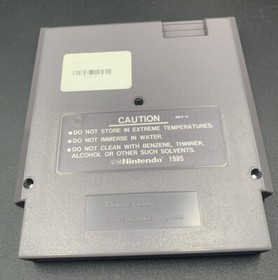 CAUTION
REV-A
• DO NOT STORE IN EXTREME TEMPERATURES.
• DO NOT IMMERSE IN WATER.
• DO NOT CLEAN WITH BENZENE, THINNER,
ALCOHOL OR OTHER SUCH SOLVENTS.
©Nintendo 1985